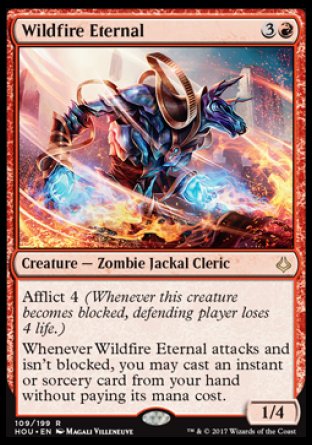 Wildfire Eternal 3
Creature — Zombie Jackal Cleric
Afflict 4 (Whenever this creature
becomes blocked, defending player loses
4 life.)
Whenever Wildfire Eternal attacks and
isn't blocked, you may cast an instant
or sorcery card from your hand
without paying its mana cost.
1/4
109/199 R
HOU • EN Magali Villeneuve
™ & © 2017 Wizards of the Coast